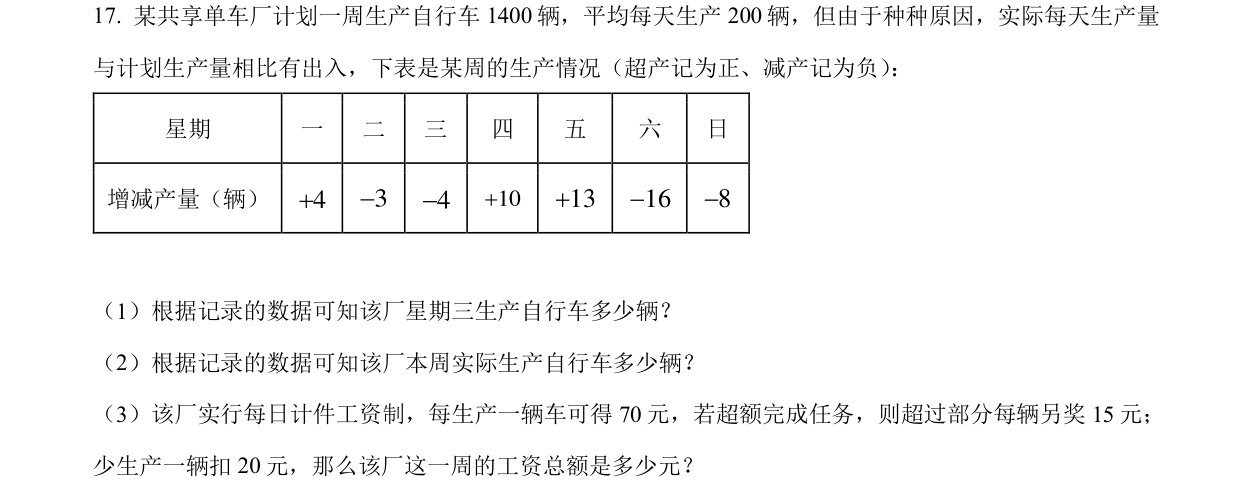 17. 某共享单车厂计划一周生产自行车 1400 辆，平均每天生产 200 辆，但由于种种原因，实际每天生产量
与计划生产量相比有出入，下表是某周的生产情况（超产记为正、减产记为负）：
星期 一 二 三 四 五 六 日
增减产量（辆） +4 −3 −4 +10 +13 −16 −8
（1）根据记录的数据可知该厂星期三生产自行车多少辆？
（2）根据记录的数据可知该厂本周实际生产自行车多少辆？
（3）该厂实行每日计件工资制，每生产一辆车可得 70 元，若超额完成任务，则超过部分每辆另奖 15 元；
少生产一辆扣 20 元，那么该厂这一周的工资总额是多少元？